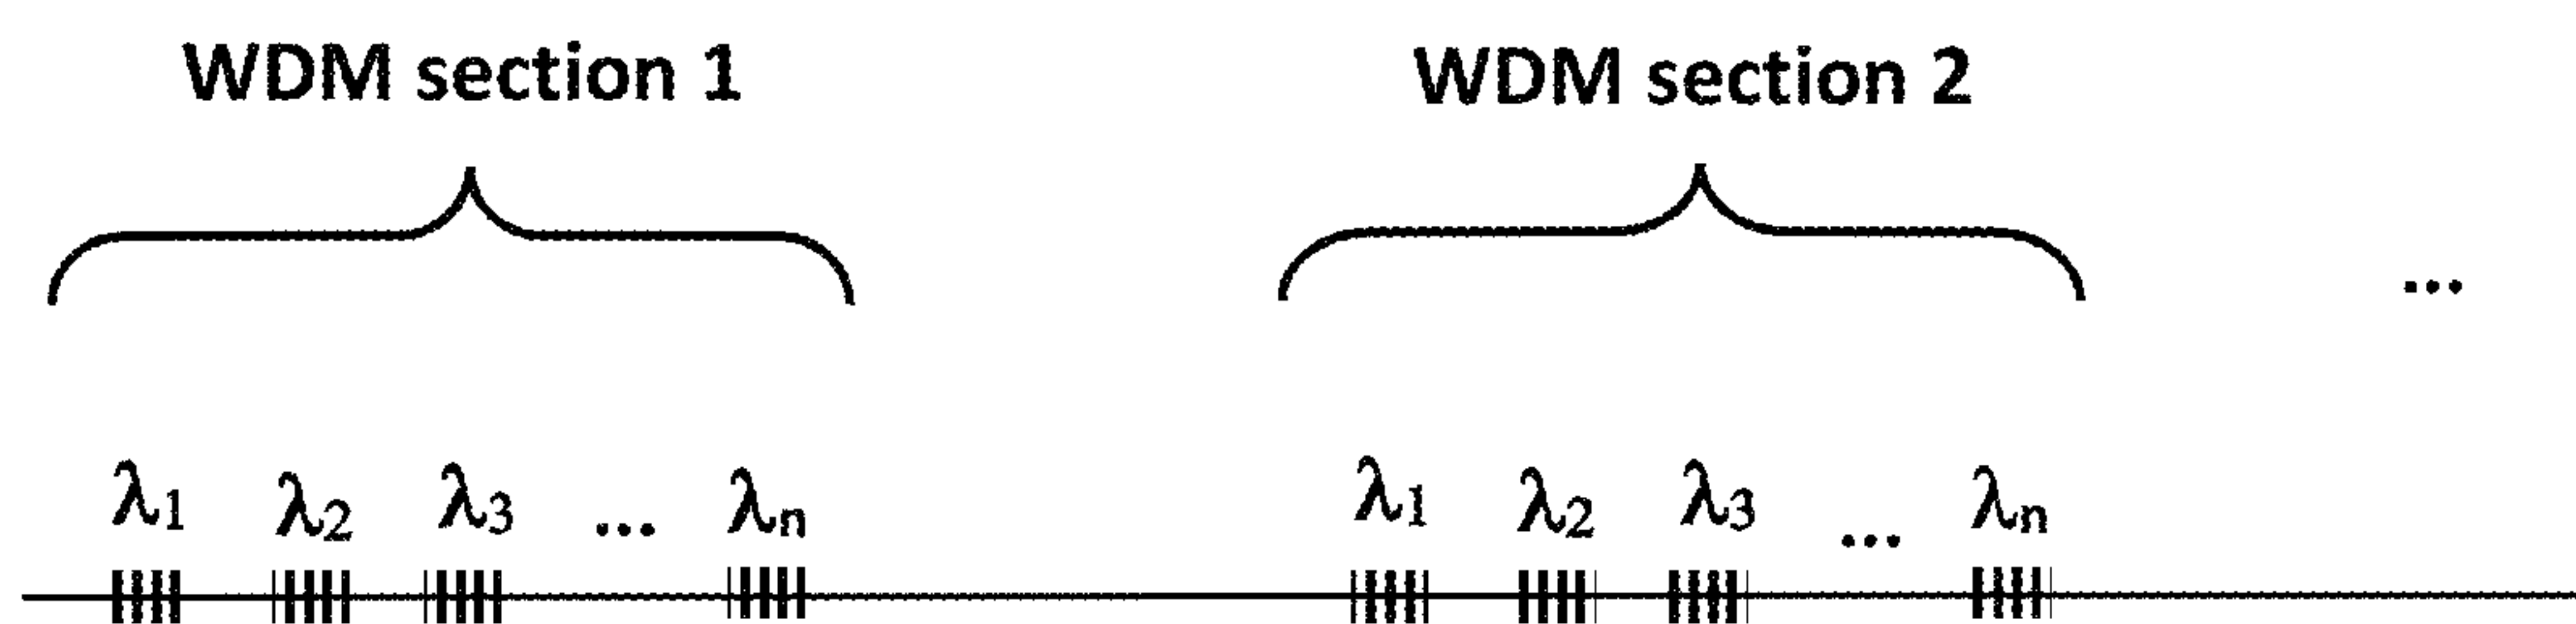 WDM section 1 WDM section 2
...
λ1 λ2 λ3 ... λn λ1 λ2 λ3 ... λn